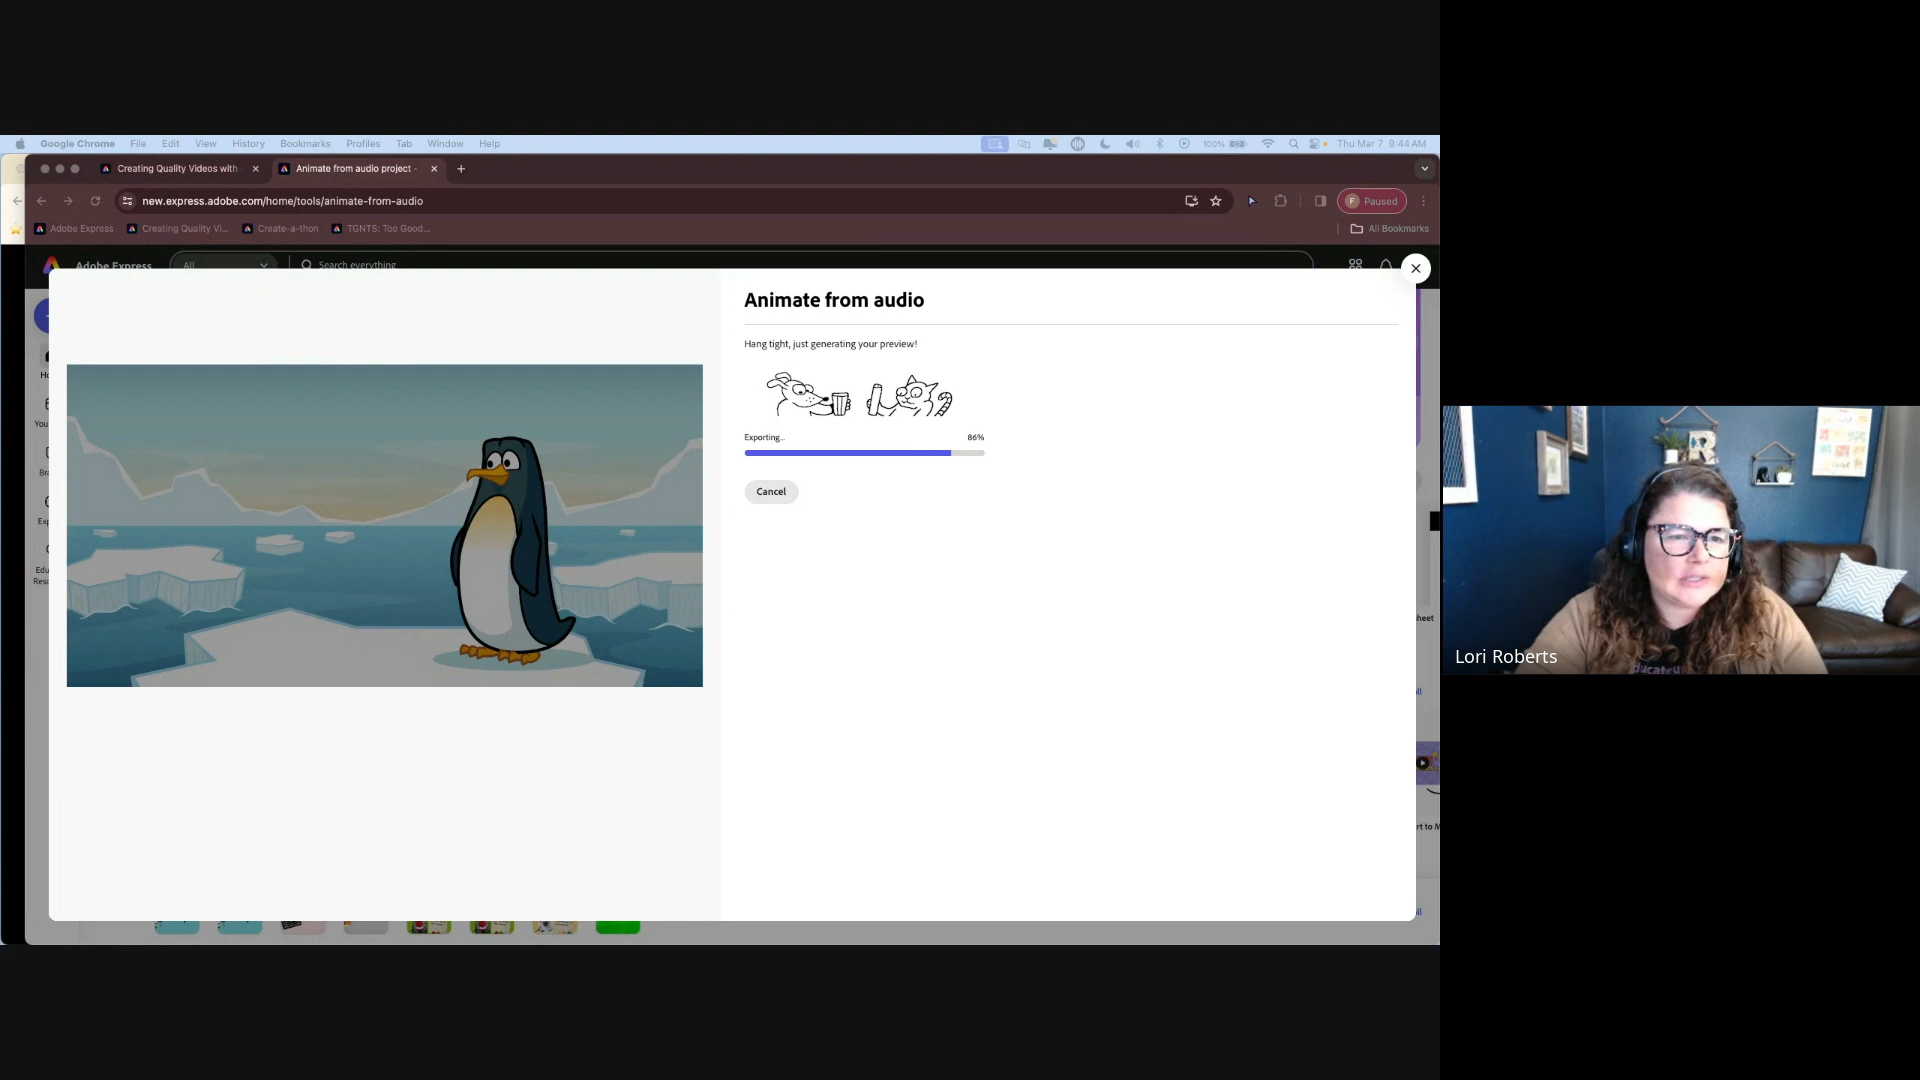 Google Chrome File Edit View History Bookmarks Profiles Tab Window Help 100% Thu Mar 7 9:44 AM
Creating Quality Videos with Animate from audio project -
new.express.adobe.com/home/tools/animate-from-audio F Paused
Adobe Express Creating Quality Vi... Create-a-thon TGNTS: Too Good... All Bookmarks
Adobe Express All Search everything
Animate from audio
Hang tight, just generating your preview!
Exporting... 86%
Cancel
Lori Roberts